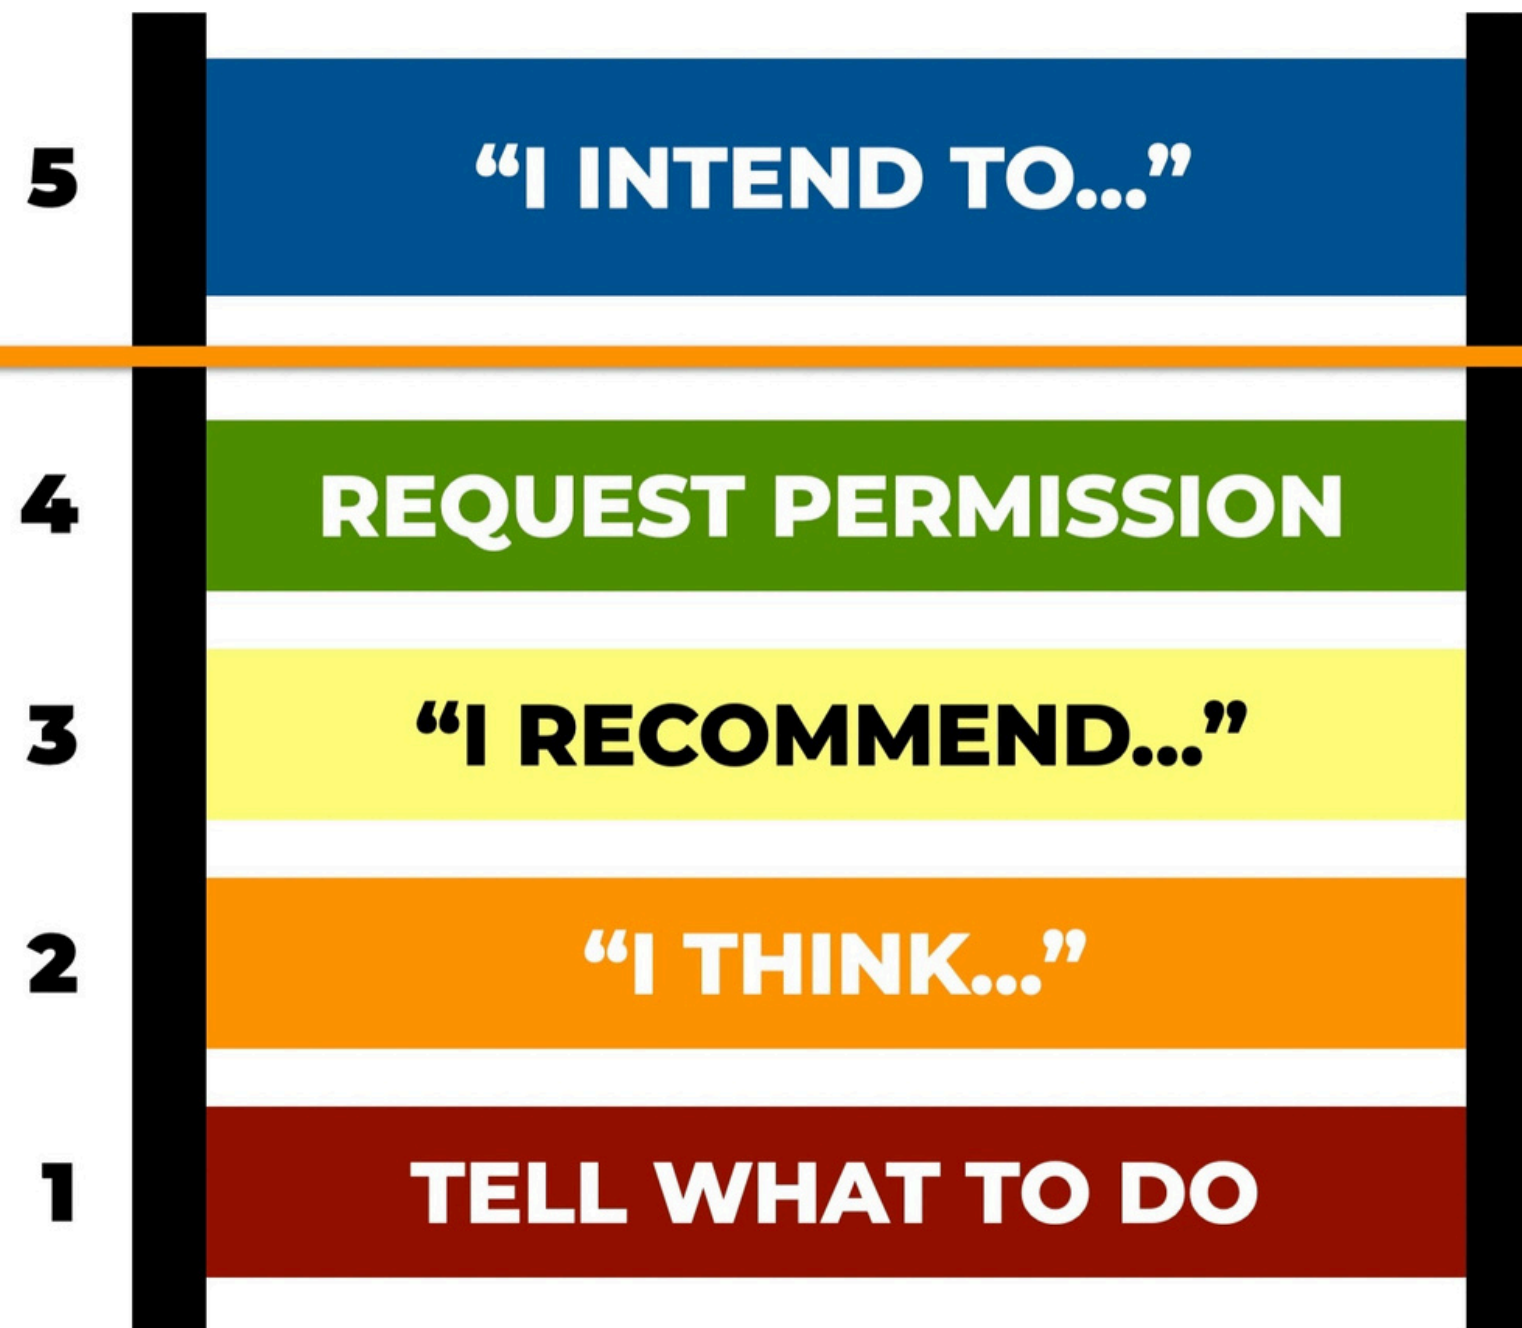 5 “I INTEND TO...”
4 REQUEST PERMISSION
3 “I RECOMMEND...”
2 “I THINK...”
1 TELL WHAT TO DO